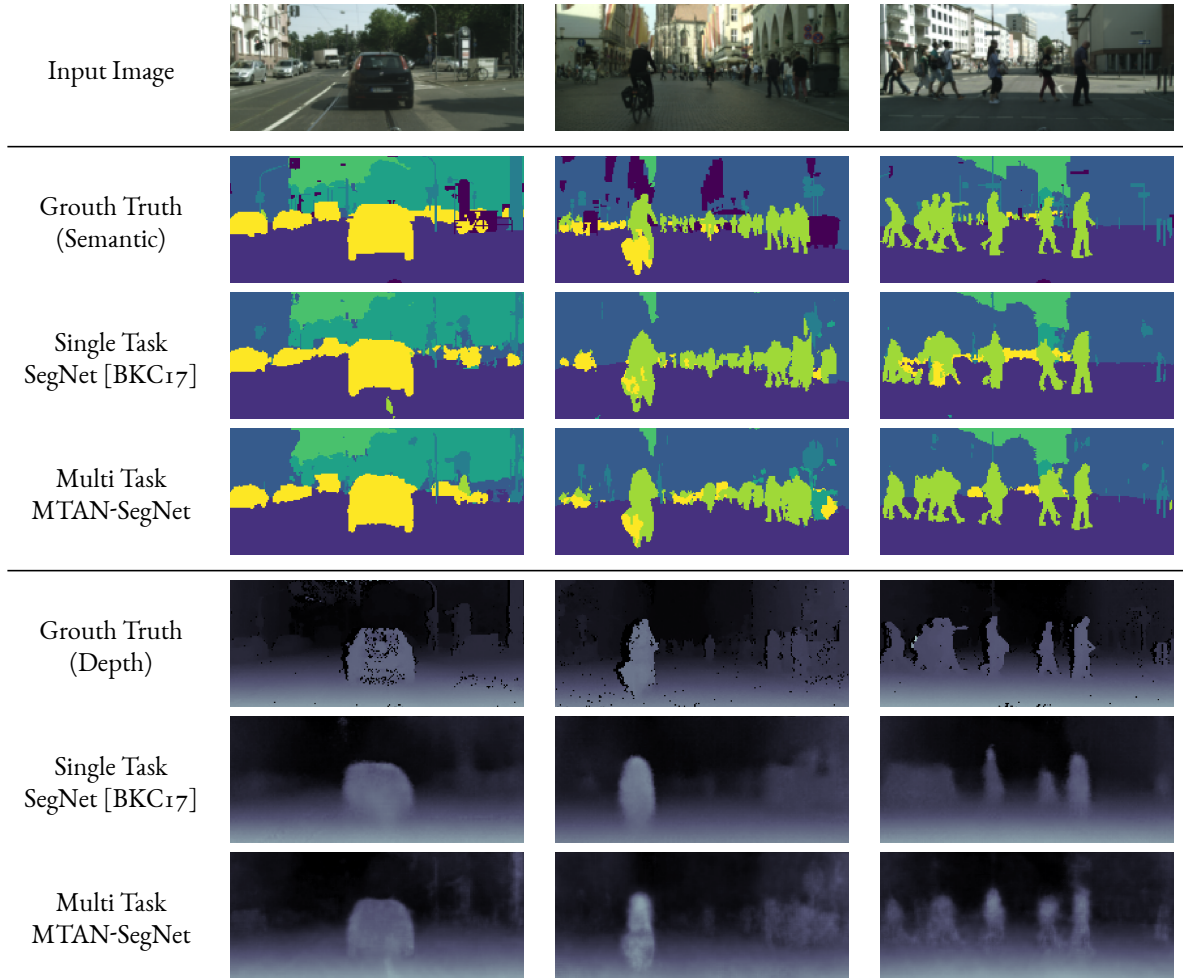 Input Image
Grouth Truth
(Semantic)
Single Task
SegNet [BKC17]
Multi Task
MTAN-SegNet
Grouth Truth
(Depth)
Single Task
SegNet [BKC17]
Multi Task
MTAN-SegNet